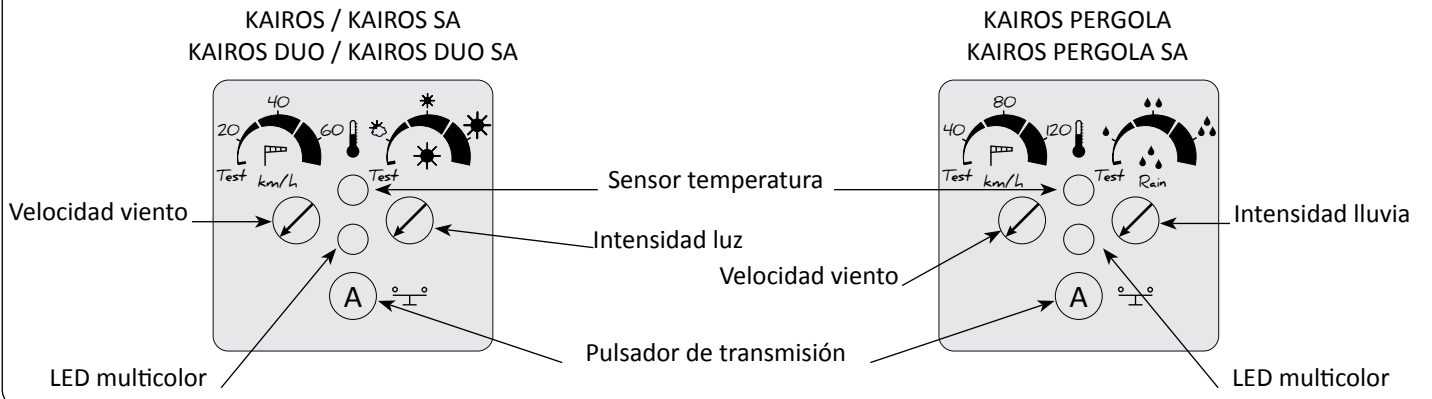 KAIROS / KAIROS SA
KAIROS DUO / KAIROS DUO SA
KAIROS PERGOLA
KAIROS PERGOLA SA
20
40
60
Test
km/h
Test
40
80
120
Test
km/h
Test
Rain
Sensor temperatura
Velocidad viento
Intensidad luz
Intensidad lluvia
Velocidad viento
A
A
Pulsador de transmisión
LED multicolor
LED multicolor